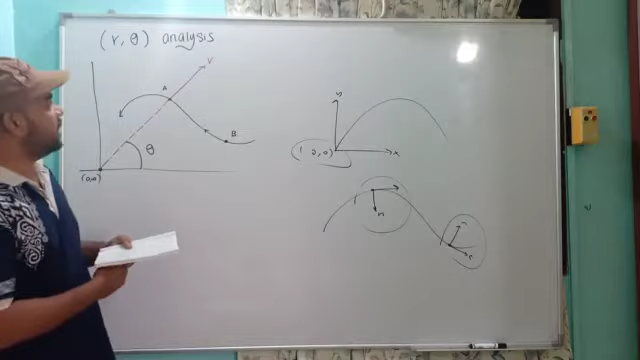 (r, θ) analysis
r
A
B
θ
(0,0)
y
(0,0)
x
n